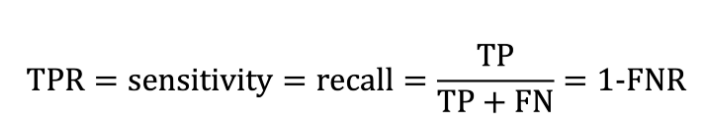 TPR = sensitivity = recall = TP / TP + FN = 1-FNR